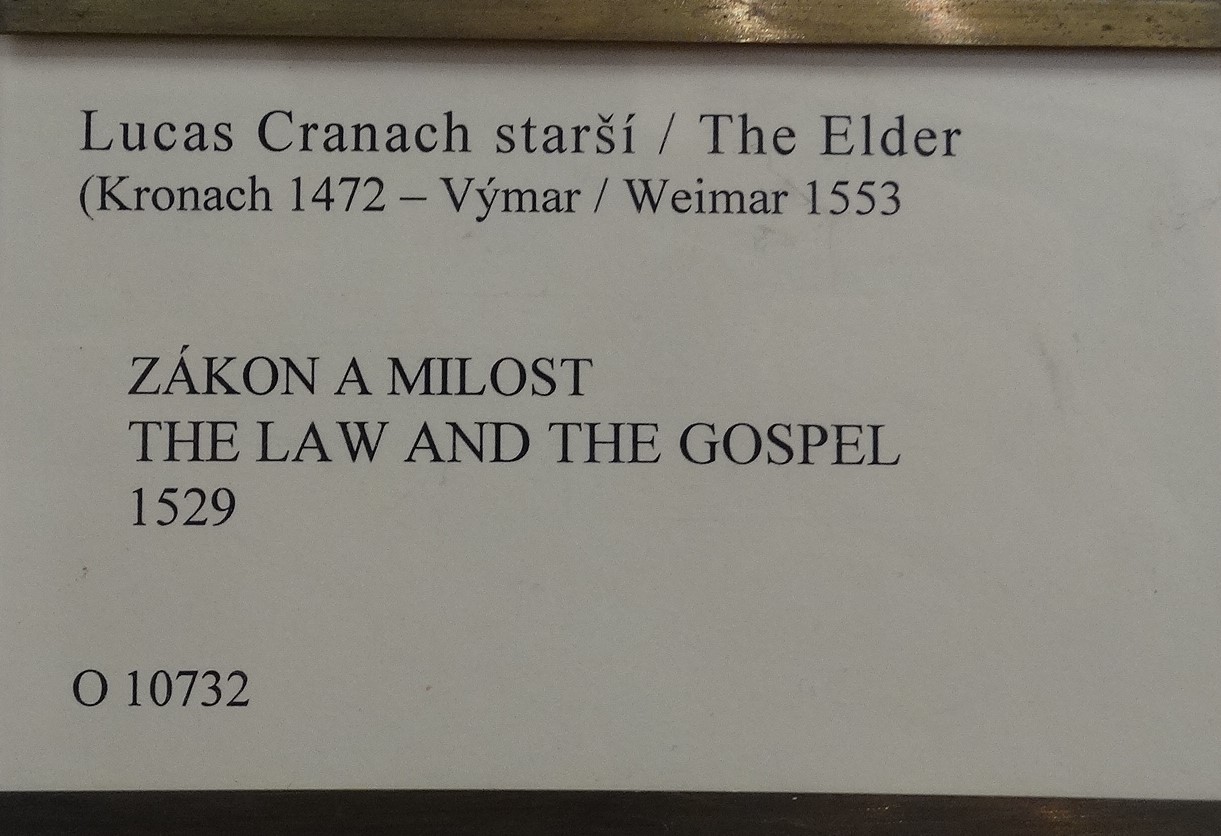 Lucas Cranach starší / The Elder
(Kronach 1472 – Výmar / Weimar 1553
ZÁKON A MILOST
THE LAW AND THE GOSPEL
1529
O 10732